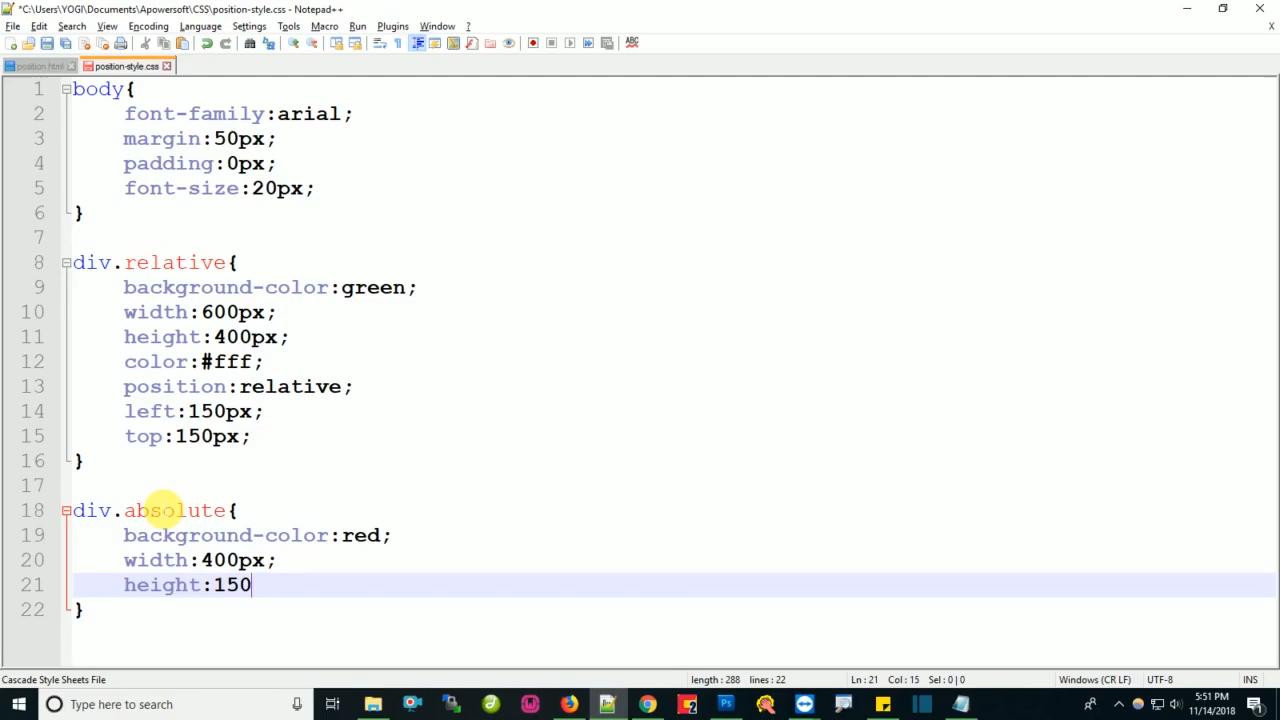 *C:\Users\YOGI\Documents\Apowersoft\CSS\position-style.css - Notepad++
File Edit Search View Encoding Language Settings Tools Macro Run Plugins Window ?
X
position.html position-style.css
1 body{
2 font-family:arial;
3 margin:50px;
4 padding:0px;
5 font-size:20px;
6 }
7
8 div.relative{
9 background-color:green;
10 width:600px;
11 height:400px;
12 color:#fff;
13 position:relative;
14 left:150px;
15 top:150px;
16 }
17
18 div.absolute{
19 background-color:red;
20 width:400px;
21 height:150
22 }
Cascade Style Sheets File length : 288 lines : 22 Ln : 21 Col : 15 Sel : 0 | 0 Windows (CR LF) UTF-8 INS
Type here to search
5:51 PM
11/14/2018